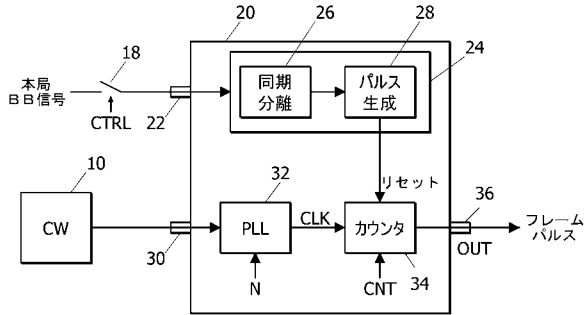 20
26
28
24
18
同期
分離
パルス
生成
本局
BB信号
CTRL
22
リセット
10
32
36
CW
PLL
CLK
カウンタ
フレーム
パルス
OUT
30
N
CNT
34